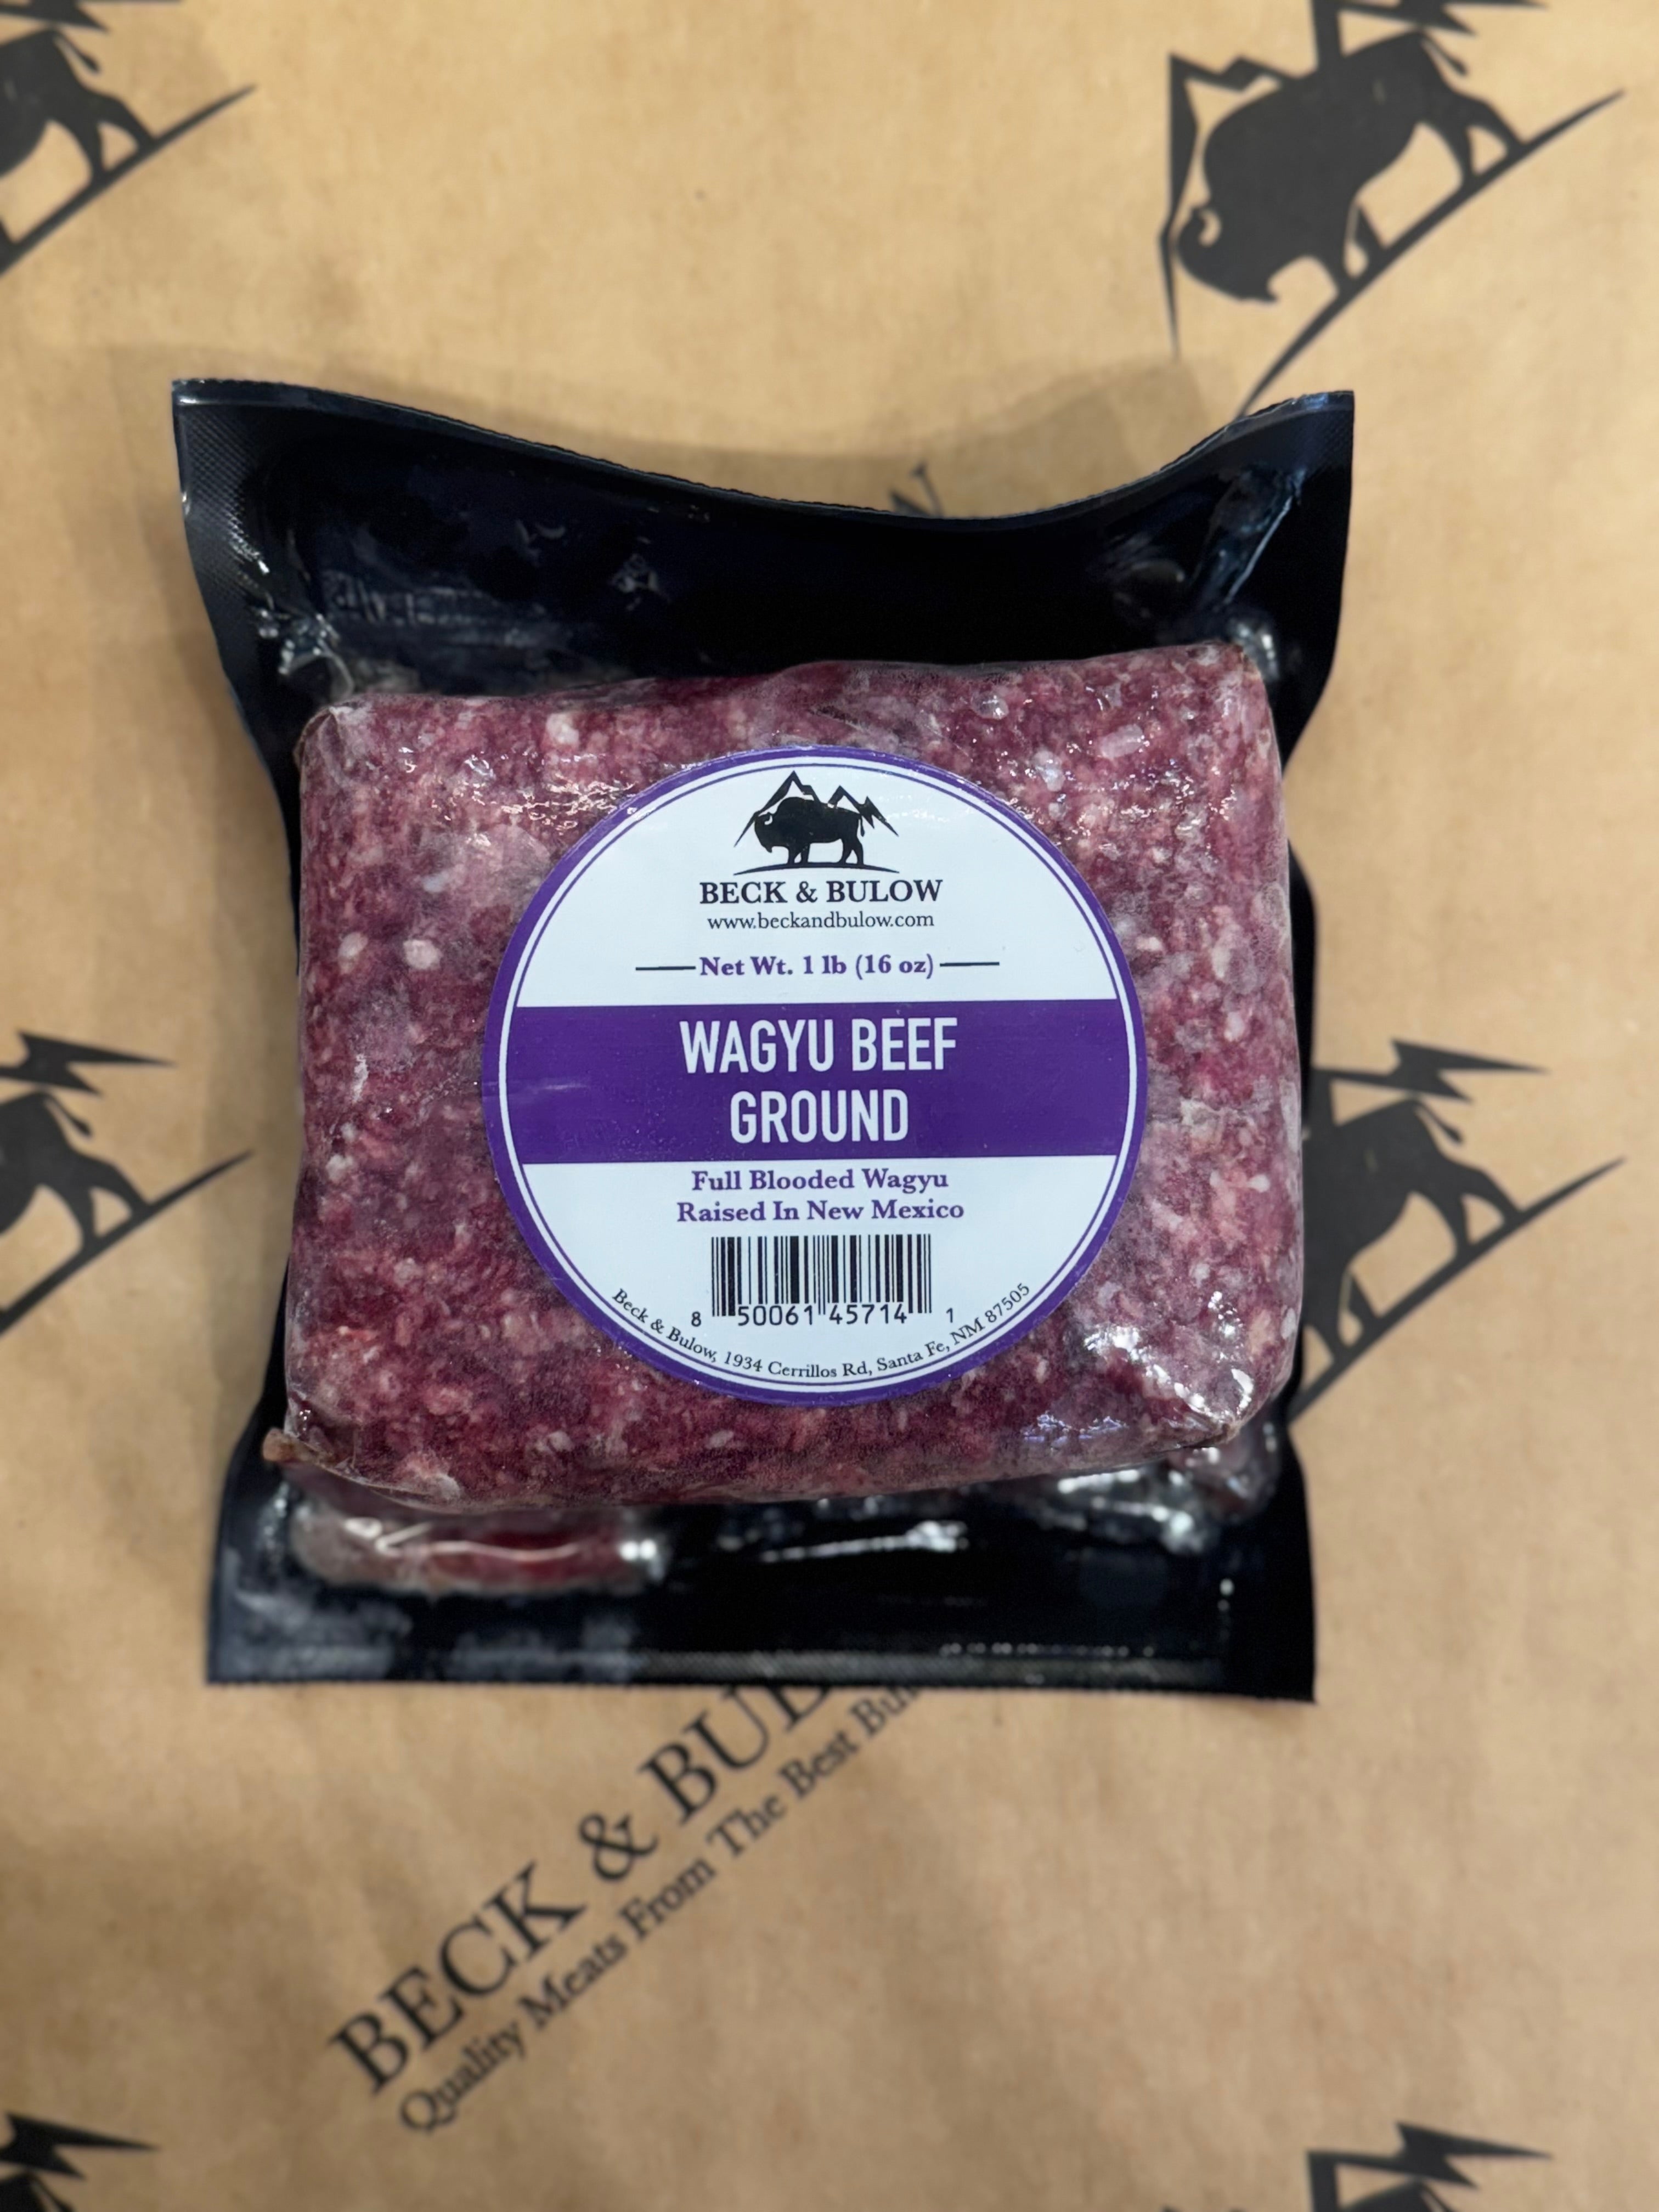 BECK & BULOW
www.beckandbulow.com
Net Wt. 1 lb (16 oz)
WAGYU BEEF
GROUND
Full Blooded Wagyu
Raised In New Mexico
8 50061 45714 1
Beck & Bulow, 1934 Cerrillos Rd, Santa Fe, NM 87505
BECK & BULOW
Quality Meats From The Best